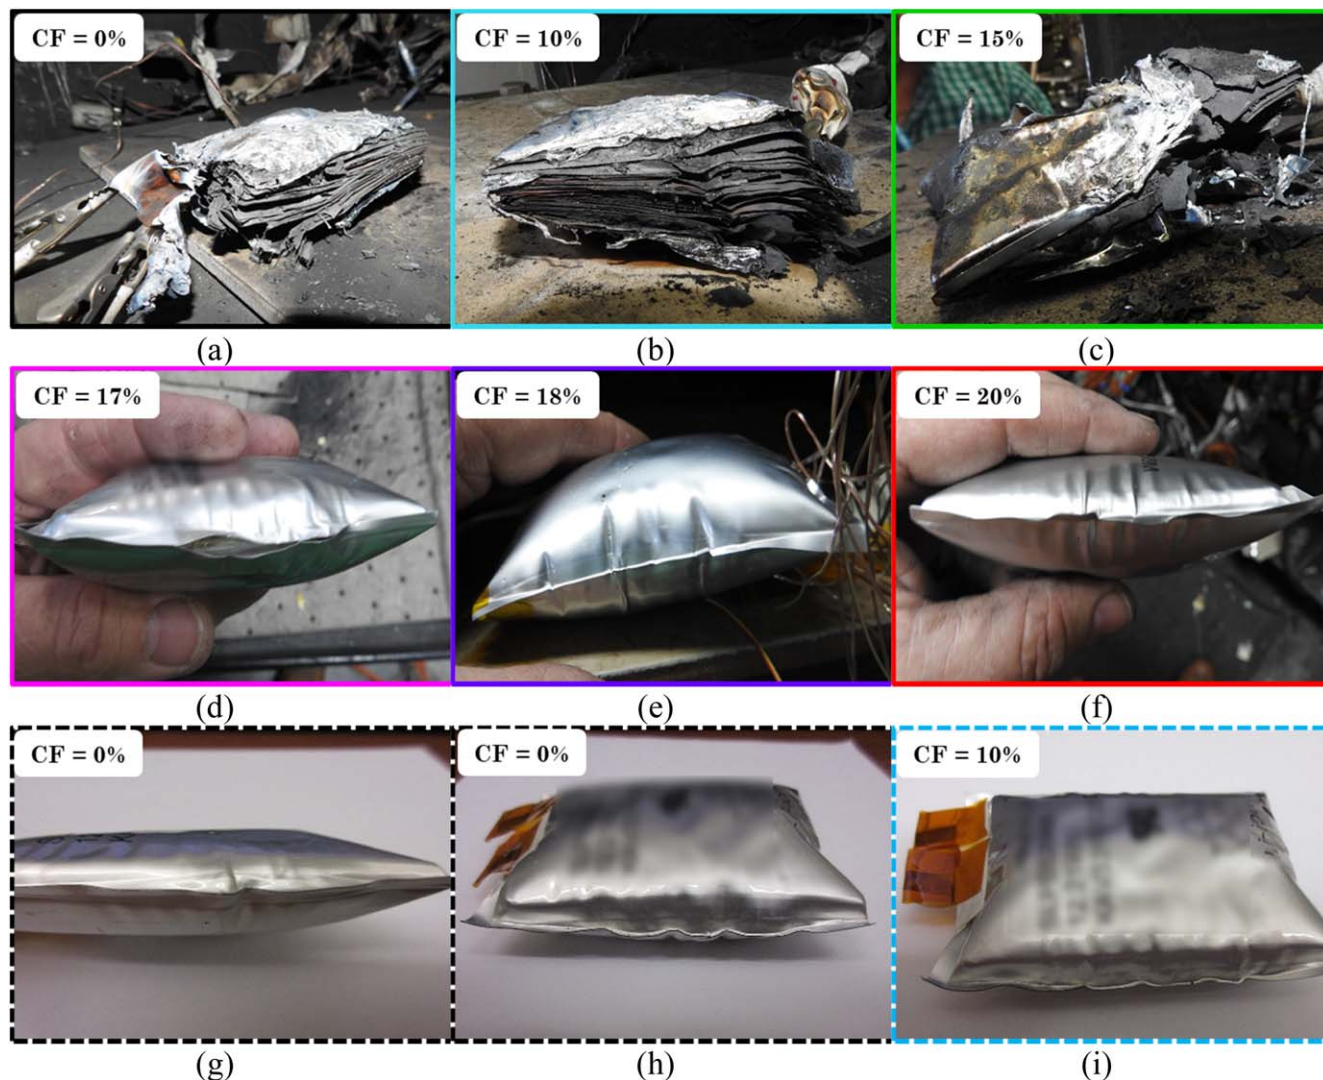 CF = 0%
CF = 10%
CF = 15%
(a)
(b)
(c)
CF = 17%
CF = 18%
CF = 20%
(d)
(e)
(f)
CF = 0%
CF = 0%
CF = 10%
(g)
(h)
(i)